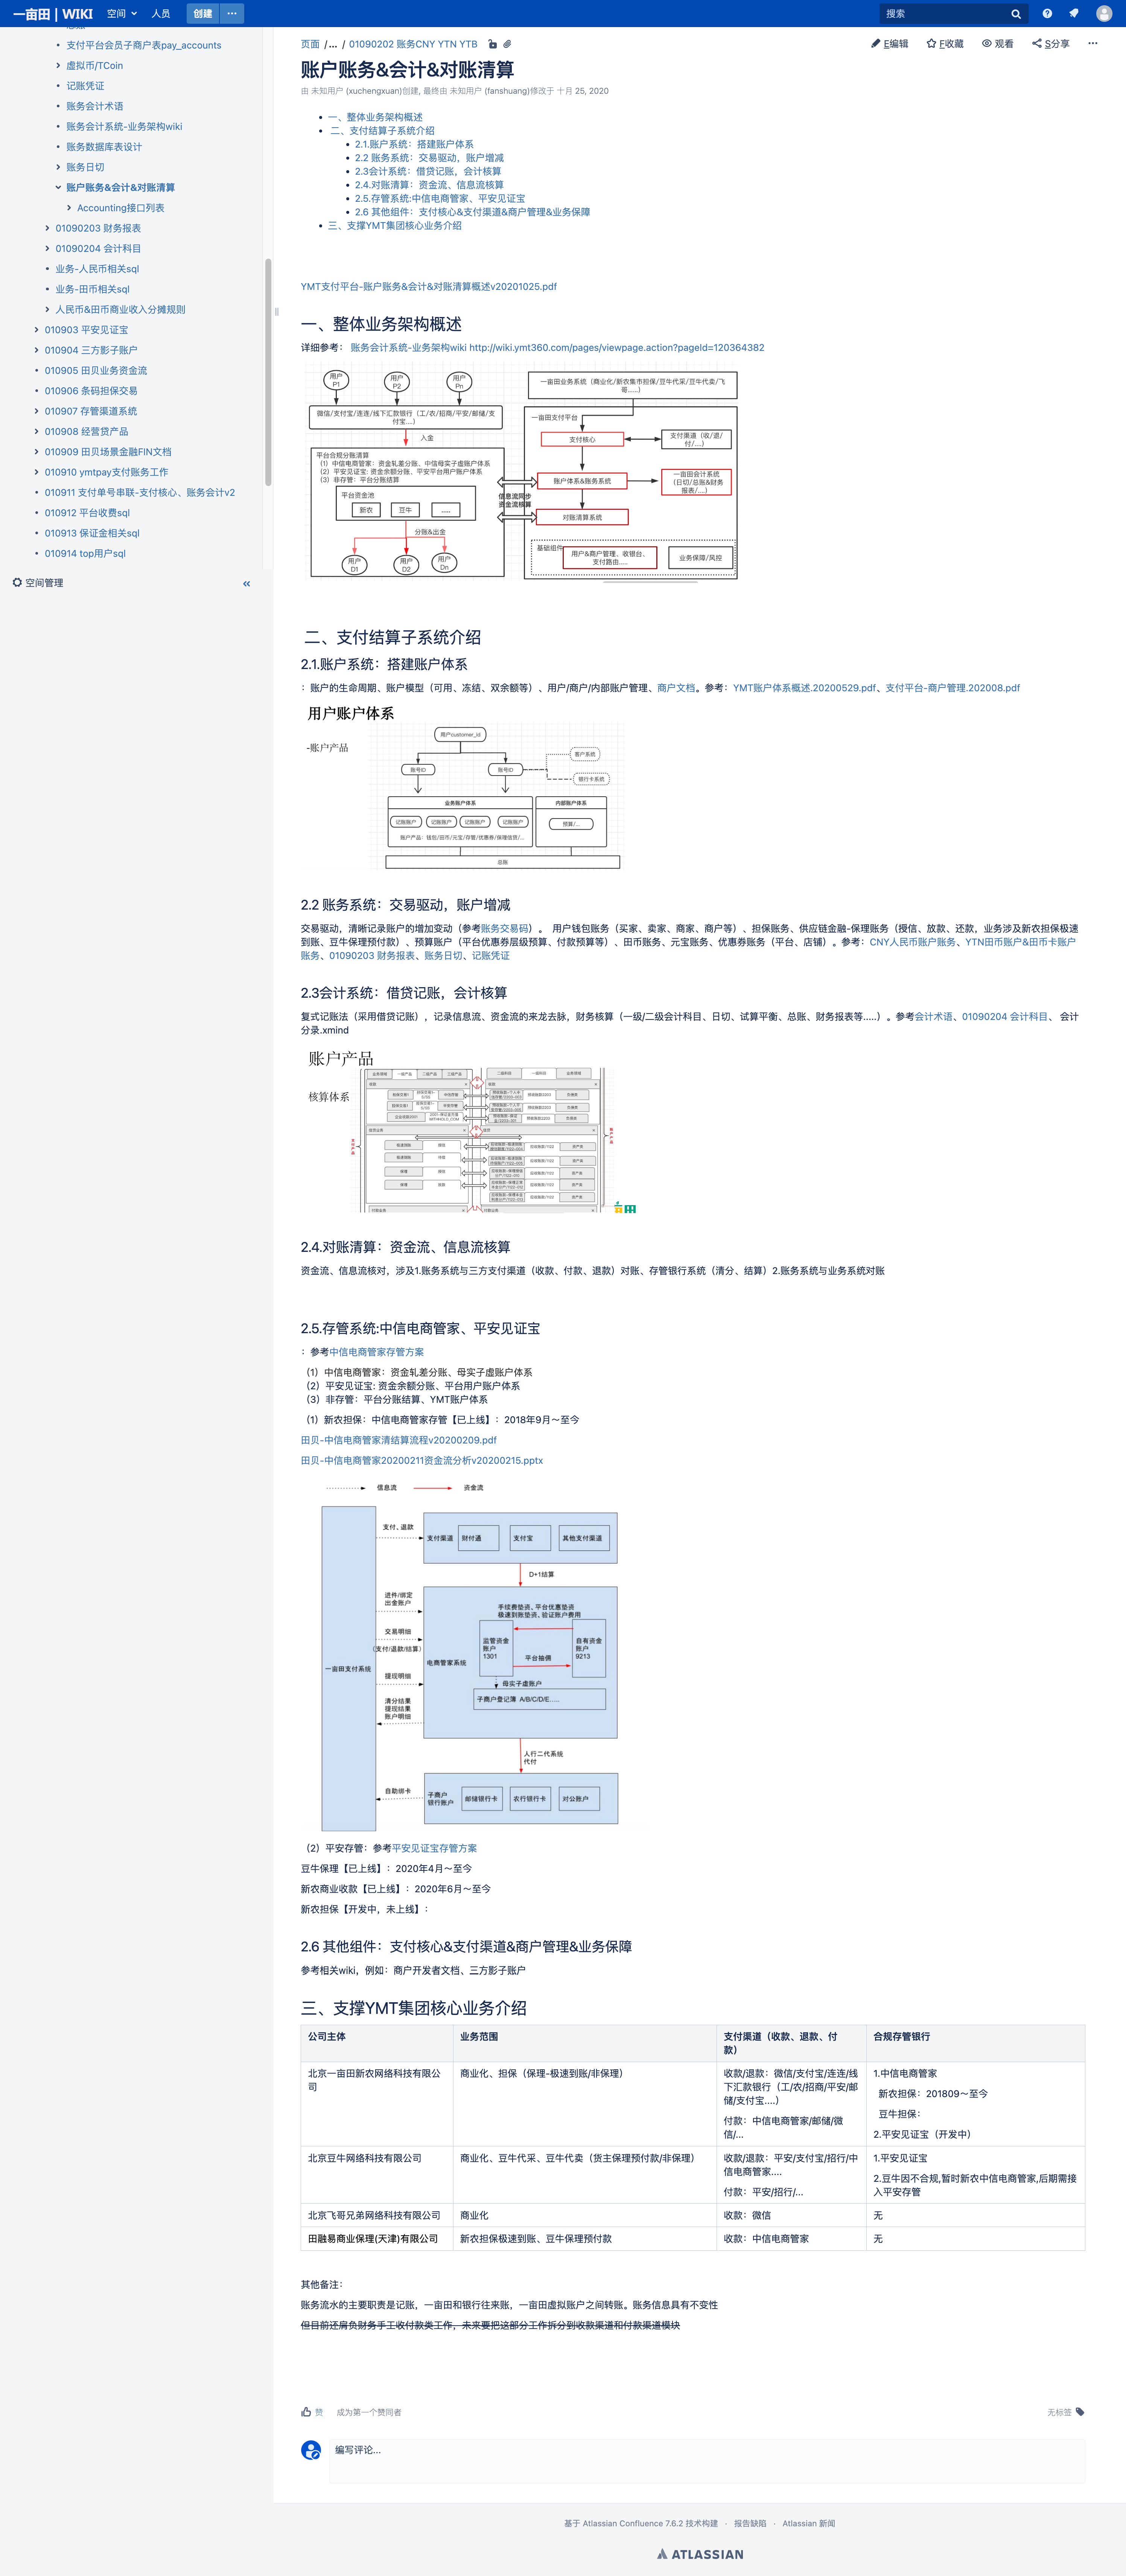 一亩田 | WIKI 空间 人员 创建 ··· 搜索
支付平台会员子商户表pay_accounts
虚拟币/TCoin
记账凭证
账务会计术语
账务会计系统-业务架构wiki
账务数据库表设计
账务日切
账户账务&会计&对账清算
Accounting接口列表
01090203 财务报表
01090204 会计科目
业务-人民币相关sql
业务-田币相关sql
人民币&田币商业收入分摊规则
010903 平安见证宝
010904 三方影子账户
010905 田贝业务资金流
010906 条码担保交易
010907 存管渠道系统
010908 经营贷产品
010909 田贝场景金融FIN文档
010910 ymtpay支付账务工作
010911 支付单号串联-支付核心、账务会计v2
010912 平台收费sql
010913 保证金相关sql
010914 top用户sql
空间管理
页面 /... / 01090202 账务CNY YTN YTB
E编辑 F收藏 观看 S分享 ···
账户账务&会计&对账清算
由 未知用户 (xuchengxuan)创建, 最终由 未知用户 (fanshuang)修改于 十月 25, 2020
一、整体业务架构概述
二、支付结算子系统介绍
2.1.账户系统：搭建账户体系
2.2 账务系统：交易驱动，账户增减
2.3会计系统：借贷记账，会计核算
2.4.对账清算：资金流、信息流核算
2.5.存管系统:中信电商管家、平安见证宝
2.6 其他组件：支付核心&支付渠道&商户管理&业务保障
三、支撑YMT集团核心业务介绍
YMT支付平台-账户账务&会计&对账清算概述v20201025.pdf
一、整体业务架构概述
详细参考： 账务会计系统-业务架构wiki http://wiki.ymt360.com/pages/viewpage.action?pageId=120364382
用户
P1
用户
P2
用户
Pn
微信/支付宝/连连/线下汇款银行（工/农/招商/平安/邮储/支
付宝....)
入金
平台合规分账清算
（1）中信电商管家：资金轧差分账、中信母实子虚账户体系
（2）平安见证宝：资金余额分账、平安平台用户账户体系
（3）非存管：平台分账结算
平台资金池
新农
豆牛
.....
分账&出金
用户
D1
用户
D2
用户
Dn
信息流同步
资金流核算
一亩田业务系统（商业化/新农集市担保/豆牛代采/豆牛代卖/飞
哥......)
一亩田支付平台
支付核心
支付渠道（收/退/
付/....)
账户体系&账务系统
一亩田会计系统
（日切/总账&财务
报表/....)
对账清算系统
基础组件
用户&商户管理、收银台、
支付路由.....
业务保障/风控
二、支付结算子系统介绍
2.1.账户系统：搭建账户体系
：账户的生命周期、账户模型（可用、冻结、双余额等）、用户/商户/内部账户管理、商户文档。参考：YMT账户体系概述.20200529.pdf、支付平台-商户管理.202008.pdf
用户账户体系
-账户产品
用户customer_id
账号ID
账号ID
客户系统
银行卡系统
业务账户体系
内部账户体系
记账账户
记账账户
记账账户
记账账户
预算/...
账户产品：钱包/田币/元宝/存管/优惠券/保理信贷/...
总账
2.2 账务系统：交易驱动，账户增减
交易驱动，清晰记录账户的增加变动（参考账务交易码）。 用户钱包账务（买家、卖家、商家、商户等）、担保账务、供应链金融-保理账务（授信、放款、还款，业务涉及新农担保极速
到账、豆牛保理预付款）、预算账户（平台优惠券层级预算、付款预算等）、田币账务、元宝账务、优惠券账务（平台、店铺）。参考：CNY人民币账户账务、YTN田币账户&田币卡账户
账务、01090203 财务报表、账务日切、记账凭证
2.3会计系统：借贷记账，会计核算
复式记账法（采用借贷记账），记录信息流、资金流的来龙去脉，财务核算（一级/二级会计科目、日切、试算平衡、总账、财务报表等.....）。参考会计术语、01090204 会计科目、 会计
分录.xmind
账户产品
核算体系
2.4.对账清算：资金流、信息流核算
资金流、信息流核对，涉及1.账务系统与三方支付渠道（收款、付款、退款）对账、存管银行系统（清分、结算）2.账务系统与业务系统对账
2.5.存管系统:中信电商管家、平安见证宝
：参考中信电商管家存管方案
（1）中信电商管家：资金轧差分账、母实子虚账户体系
（2）平安见证宝: 资金余额分账、平台用户账户体系
（3）非存管：平台分账结算、YMT账户体系
（1）新农担保：中信电商管家存管【已上线】：2018年9月～至今
田贝-中信电商管家清结算流程v20200209.pdf
田贝-中信电商管家20200211资金流分析v20200215.pptx
信息流
资金流
支付、退款
支付渠道
财付通
支付宝
其他支付渠道
D+1结算
进件/绑定
出金账户
手续费垫资、平台优惠垫资
极速到账垫资、验证账户费用
交易明细
（支付/退款/结算）
监管资金
账户
1301
自有资金
账户
9213
平台抽佣
一亩田支付系统
电商管家系统
提现明细
母实子虚账户
子商户登记簿 A/B/C/D/E......
清分结果
提现结果
账户明细
人行二代系统
代付
自助绑卡
子商户
银行账户
邮储银行卡
农行银行卡
对公账户
（2）平安存管：参考平安见证宝存管方案
豆牛保理【已上线】：2020年4月～至今
新农商业收款【已上线】：2020年6月～至今
新农担保【开发中，未上线】：
2.6 其他组件：支付核心&支付渠道&商户管理&业务保障
参考相关wiki，例如：商户开发者文档、三方影子账户
三、支撑YMT集团核心业务介绍
公司主体 业务范围 支付渠道（收款、退款、付 合规存管银行
款）
北京一亩田新农网络科技有限公
司
商业化、担保（保理-极速到账/非保理）
收款/退款：微信/支付宝/连连/线
下汇款银行（工/农/招商/平安/邮
储/支付宝....)
付款：中信电商管家/邮储/微
信/...
1.中信电商管家
新农担保：201809～至今
豆牛担保：
2.平安见证宝（开发中）
北京豆牛网络科技有限公司
商业化、豆牛代采、豆牛代卖（货主保理预付款/非保理）
收款/退款：平安/支付宝/招行/中
信电商管家....
付款：平安/招行/...
1.平安见证宝
2.豆牛因不合规,暂时新农中信电商管家,后期需接
入平安存管
北京飞哥兄弟网络科技有限公司 商业化 收款：微信 无
田融易商业保理(天津)有限公司 新农担保极速到账、豆牛保理预付款 收款：中信电商管家 无
其他备注：
账务流水的主要职责是记账，一亩田和银行往来账，一亩田虚拟账户之间转账。账务信息具有不变性
但目前还肩负财务手工收付款类工作，未来要把这部分工作拆分到收款渠道和付款渠道模块
赞 成为第一个赞同者 无标签
编写评论...
基于 Atlassian Confluence 7.6.2 技术构建 · 报告缺陷 · Atlassian 新闻
ATLASSIAN